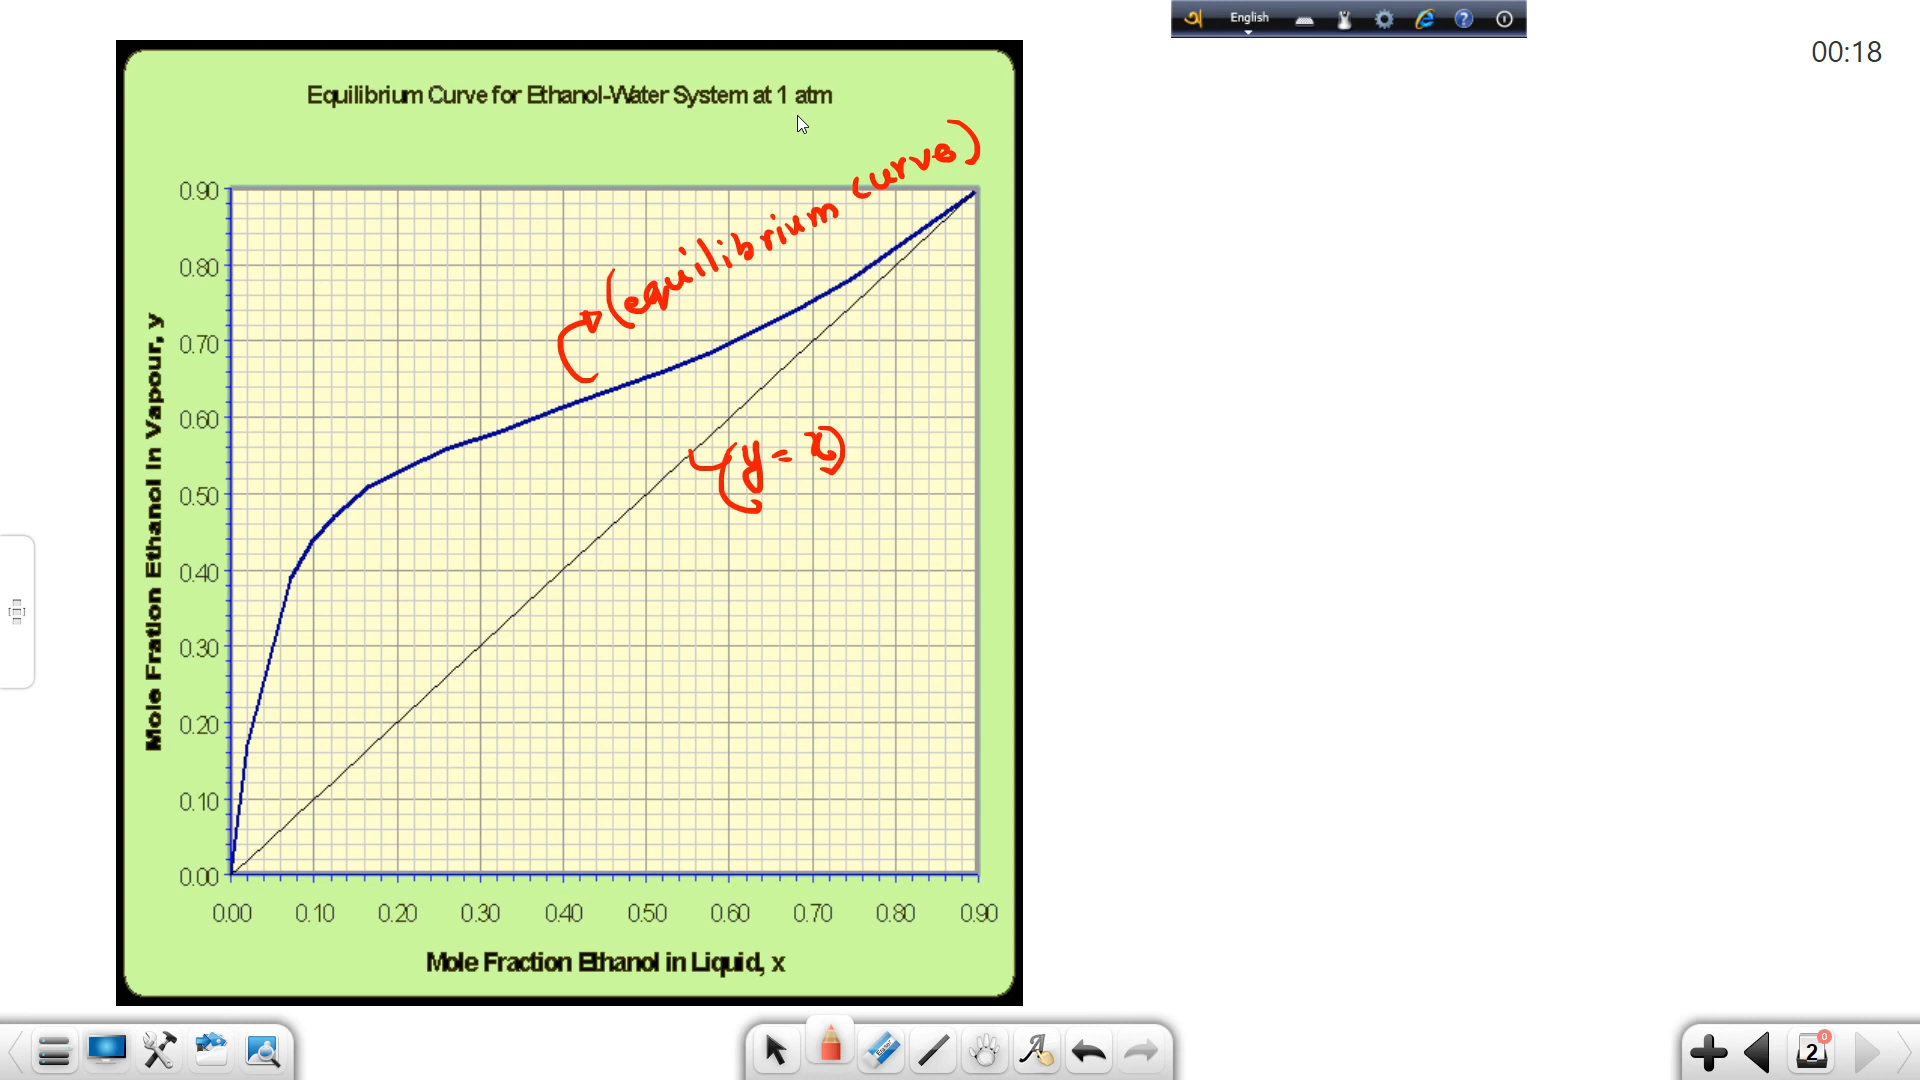 English
00:18
Equilibrium Curve for Ethanol-Water System at 1 atm
(equilibrium curve)
(y = x)
Mole Fration Ethanol in Vapour, y
0.90
0.80
0.70
0.60
0.50
0.40
0.30
0.20
0.10
0.00
0.00 0.10 0.20 0.30 0.40 0.50 0.60 0.70 0.80 0.90
Mole Fraction Ethanol in Liquid, x
Eraser
A
2
0